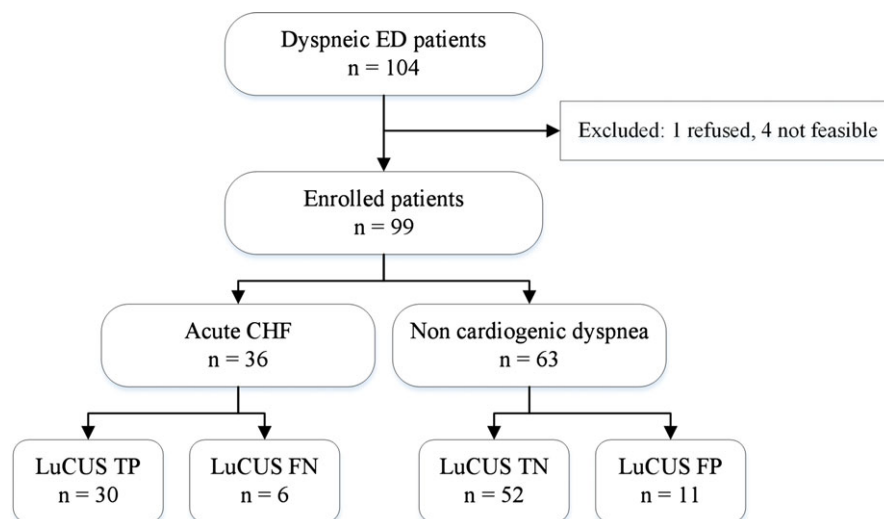 Dyspneic ED patients
n = 104
Excluded: 1 refused, 4 not feasible
Enrolled patients
n = 99
Acute CHF
n = 36
Non cardiogenic dyspnea
n = 63
LuCUS TP
n = 30
LuCUS FN
n = 6
LuCUS TN
n = 52
LuCUS FP
n = 11